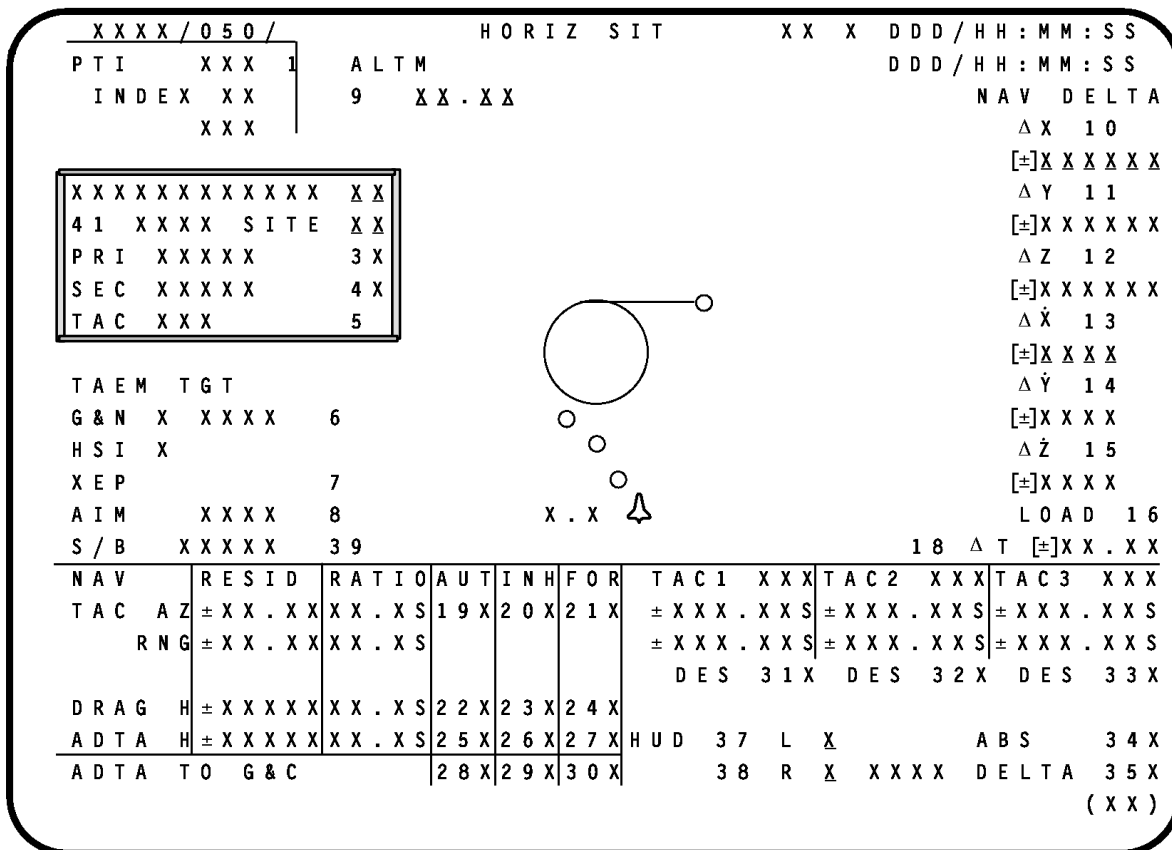 XXXX/050/ HORIZ SIT XX X DDD/HH:MM:SS
PTI XXX 1 ALTM DDD/HH:MM:SS
INDEX XX 9 XX.XX NAV DELTA
XXX ΔX 10
[±]XXXXXX
XXXXXXXXXXXX XX ΔY 11
41 XXXX SITE XX [±]XXXXXX
PRI XXXXX 3X ΔZ 12
SEC XXXXX 4X [±]XXXXXX
TAC XXX 5 ΔẊ 13
[±]XXXX
TAEM TGT ΔẎ 14
G&N X XXXX 6 [±]XXXX
HSI X ΔŻ 15
XEP 7 [±]XXXX
AIM XXXX 8 X.X LOAD 16
S/B XXXXX 39 18 ΔT [±]XX.XX
NAV RESID RATIO AUT INH FOR TAC1 XXX TAC2 XXX TAC3 XXX
TAC AZ ±XX.XX XX.XS 19X 20X 21X ±XXX.XXS ±XXX.XXS ±XXX.XXS
RNG ±XX.XX XX.XS ±XXX.XXS ±XXX.XXS ±XXX.XXS
DES 31X DES 32X DES 33X
DRAG H ±XXXXX XX.XS 22X 23X 24X
ADTA H ±XXXXX XX.XS 25X 26X 27X HUD 37 L X ABS 34X
ADTA TO G&C 28X 29X 30X 38 R X XXXX DELTA 35X
(XX)